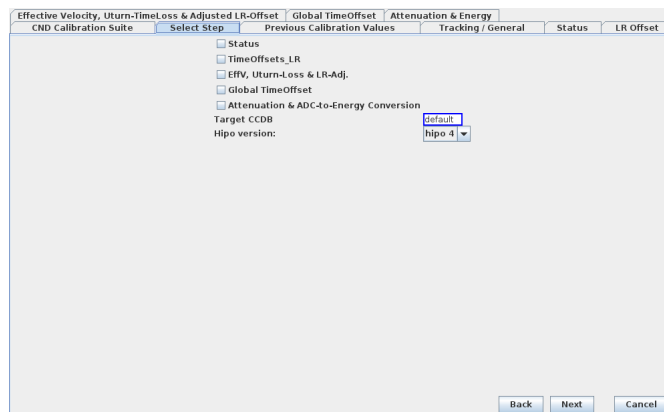 Effective Velocity, Uturn-TimeLoss & Adjusted LR-Offset Global TimeOffset Attenuation & Energy
CND Calibration Suite Select Step Previous Calibration Values Tracking / General Status LR Offset
Status
TimeOffsets_LR
EffV, Uturn-Loss & LR-Adj.
Global TimeOffset
Attenuation & ADC-to-Energy Conversion
Target CCDB default
Hipo version: hipo 4
Back Next Cancel